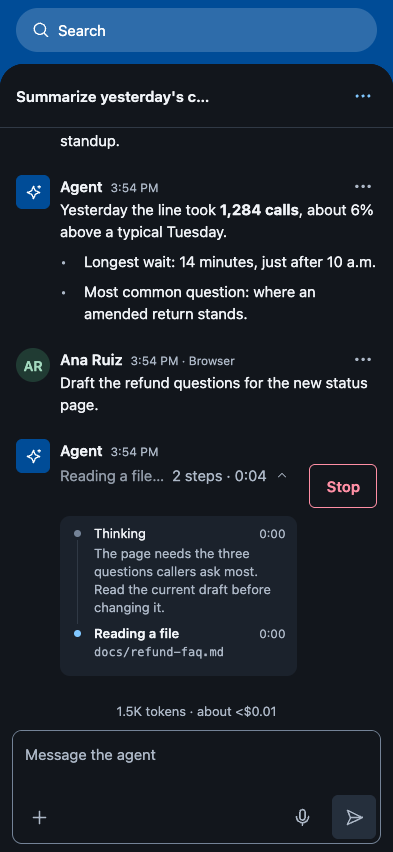 Search
Summarize yesterday's c...
standup.
Agent 3:54 PM
Yesterday the line took 1,284 calls, about 6%
above a typical Tuesday.
• Longest wait: 14 minutes, just after 10 a.m.
• Most common question: where an
amended return stands.
AR
Ana Ruiz 3:54 PM · Browser
Draft the refund questions for the new status
page.
Agent 3:54 PM
Reading a file... 2 steps · 0:04
Stop
Thinking 0:00
The page needs the three
questions callers ask most.
Read the current draft before
changing it.
Reading a file 0:00
docs/refund-faq.md
1.5K tokens · about <$0.01
Message the agent